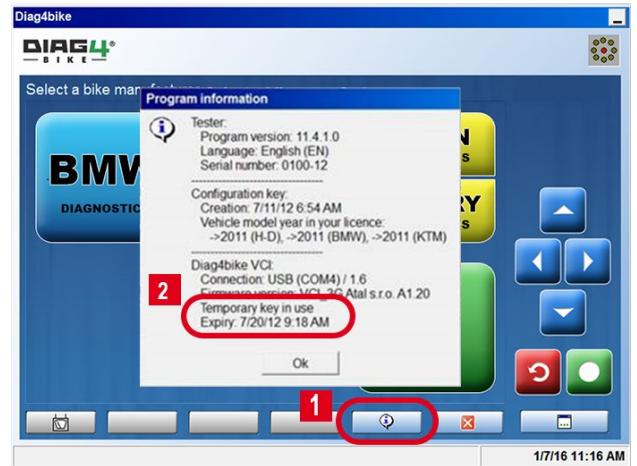 Diag4bike
DIAG4®
BIKE
Select a bike man
Program information
Tester:
Program version: 11.4.1.0
Language: English (EN)
Serial number: 0100-12
Configuration key:
Creation: 7/11/12 6:54 AM
Vehicle model year in your licence:
->2011 (H-D), ->2011 (BMW), ->2011 (KTM)
Diag4bike VCI:
Connection: USB (COM4) / 1.6
Firmware version: VCI_2G Atal s.r.o. A1.20
Temporary key in use
Expiry: 7/20/12 9:18 AM
Ok
BMW
DIAGNOSTIC
N
S
RY
S
2
1
1/7/16 11:16 AM